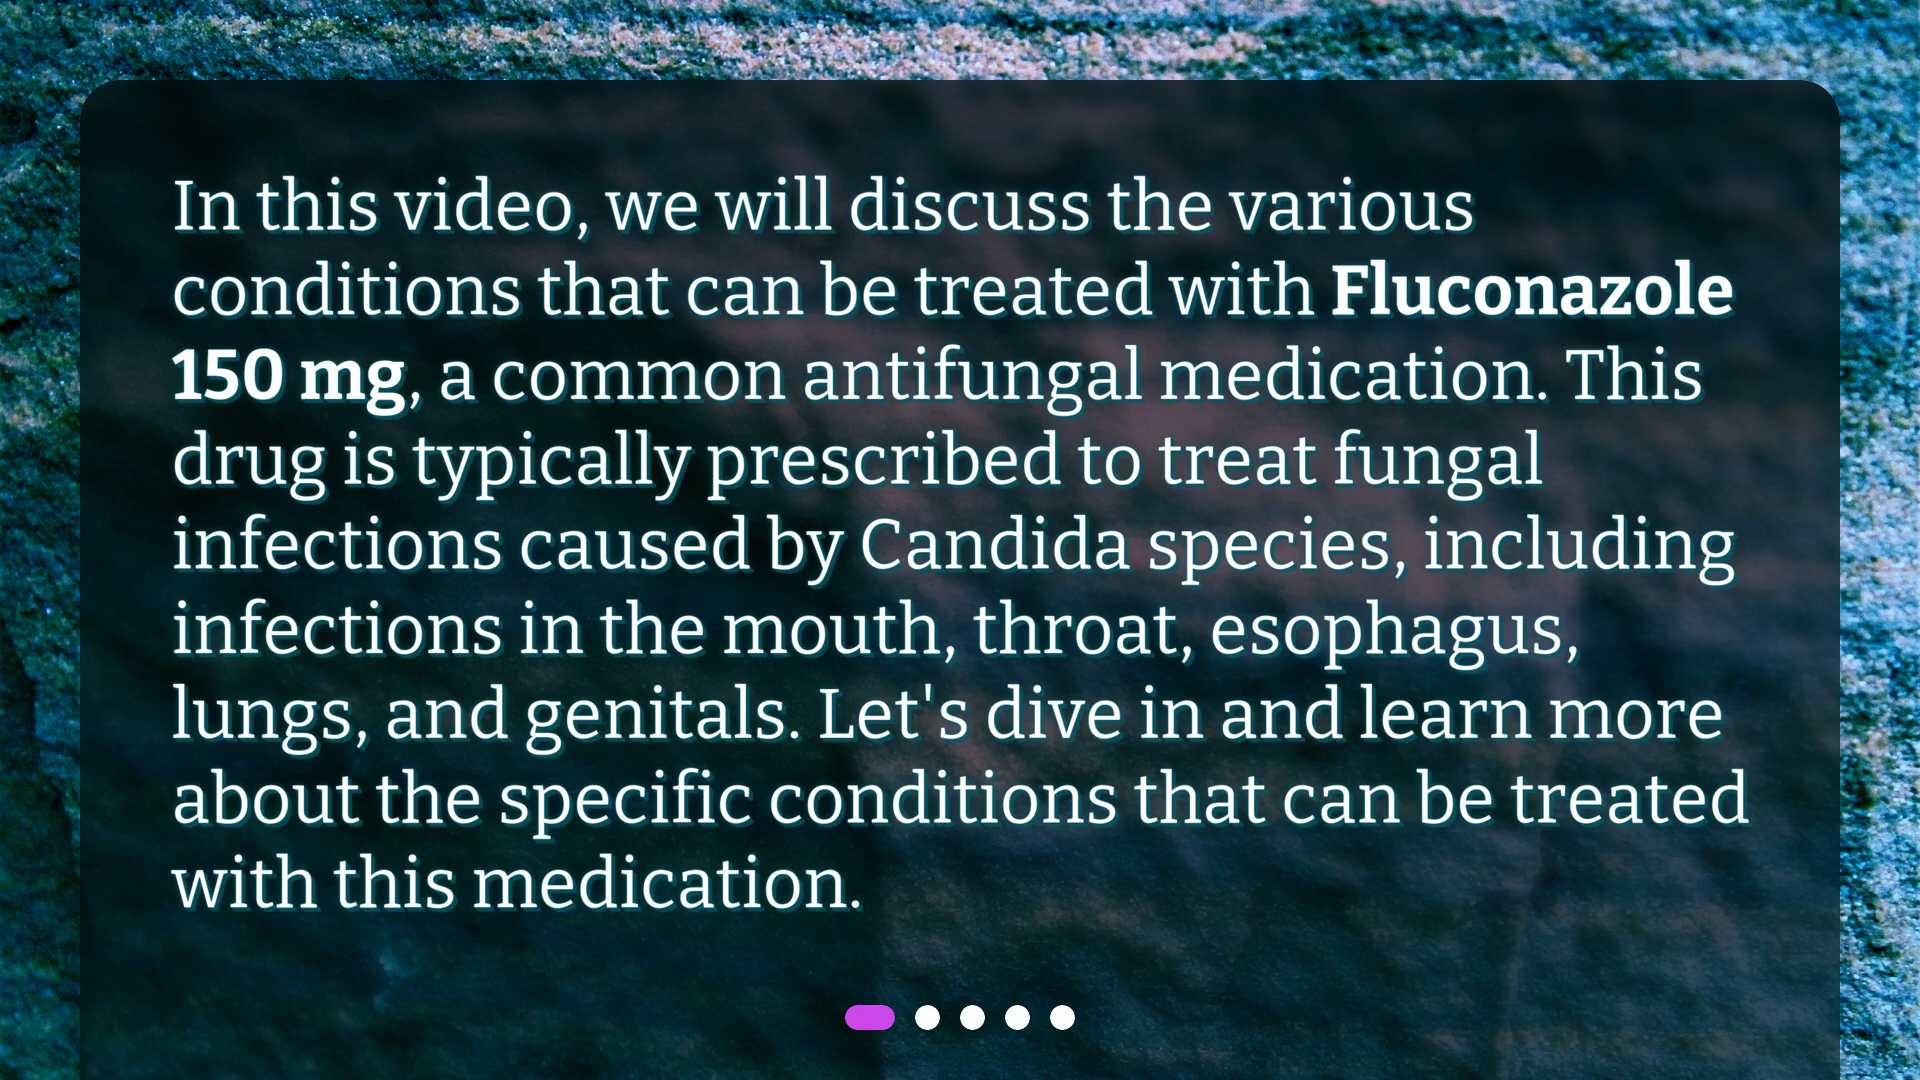 In this video, we will discuss the various
conditions that can be treated with Fluconazole
150 mg, a common antifungal medication. This
drug is typically prescribed to treat fungal
infections caused by Candida species, including
infections in the mouth, throat, esophagus,
lungs, and genitals. Let's dive in and learn more
about the specific conditions that can be treated
with this medication.